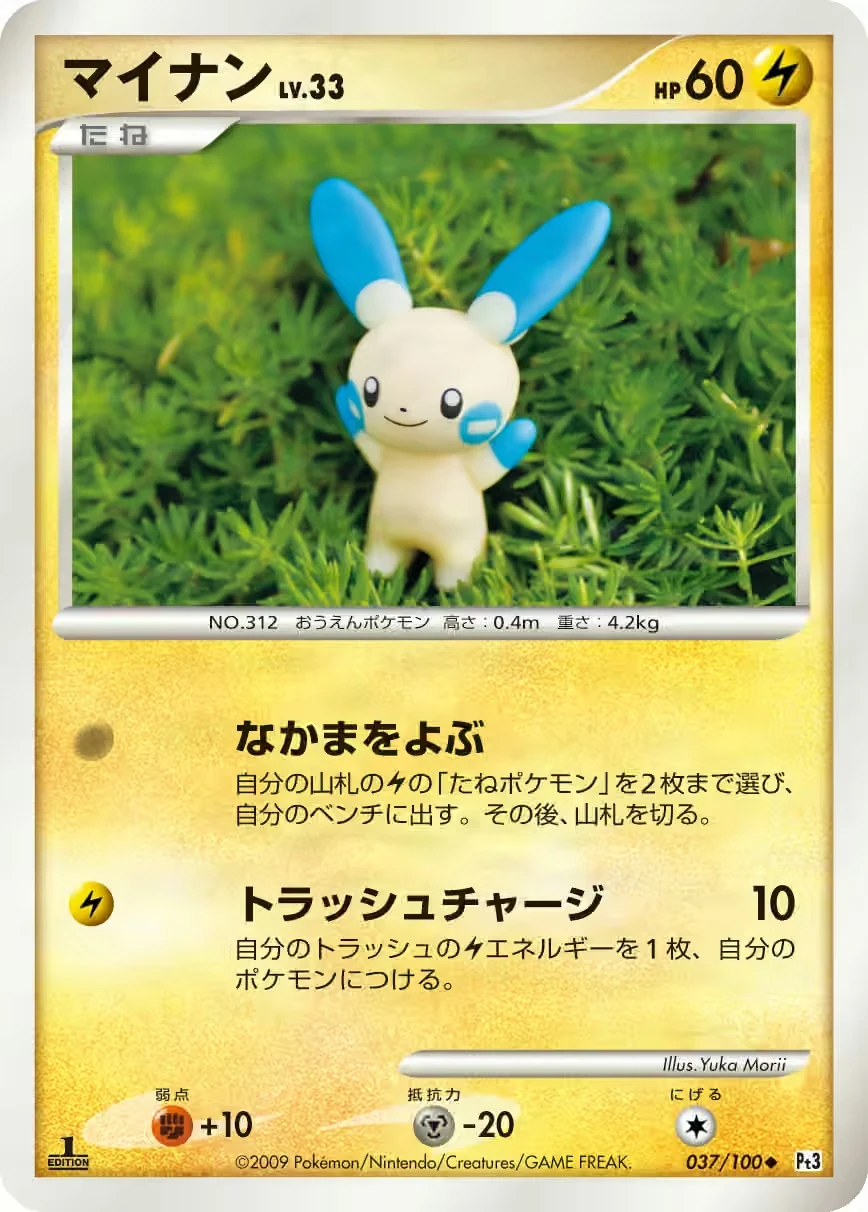 マイナン LV.33 HP 60
たね
NO.312 おうえんポケモン 高さ:0.4m 重さ:4.2kg
なかまをよぶ
自分の山札のの「たねポケモン」を2枚まで選び、
自分のベンチに出す。その後、山札を切る。
トラッシュチャージ 10
自分のトラッシュのエネルギーを1枚、自分の
ポケモンにつける。
Illus.Yuka Morii
弱点 抵抗力 にげる
+10 -20
1 EDITION
©2009 Pokémon/Nintendo/Creatures/GAME FREAK. 037/100◆ Pt3